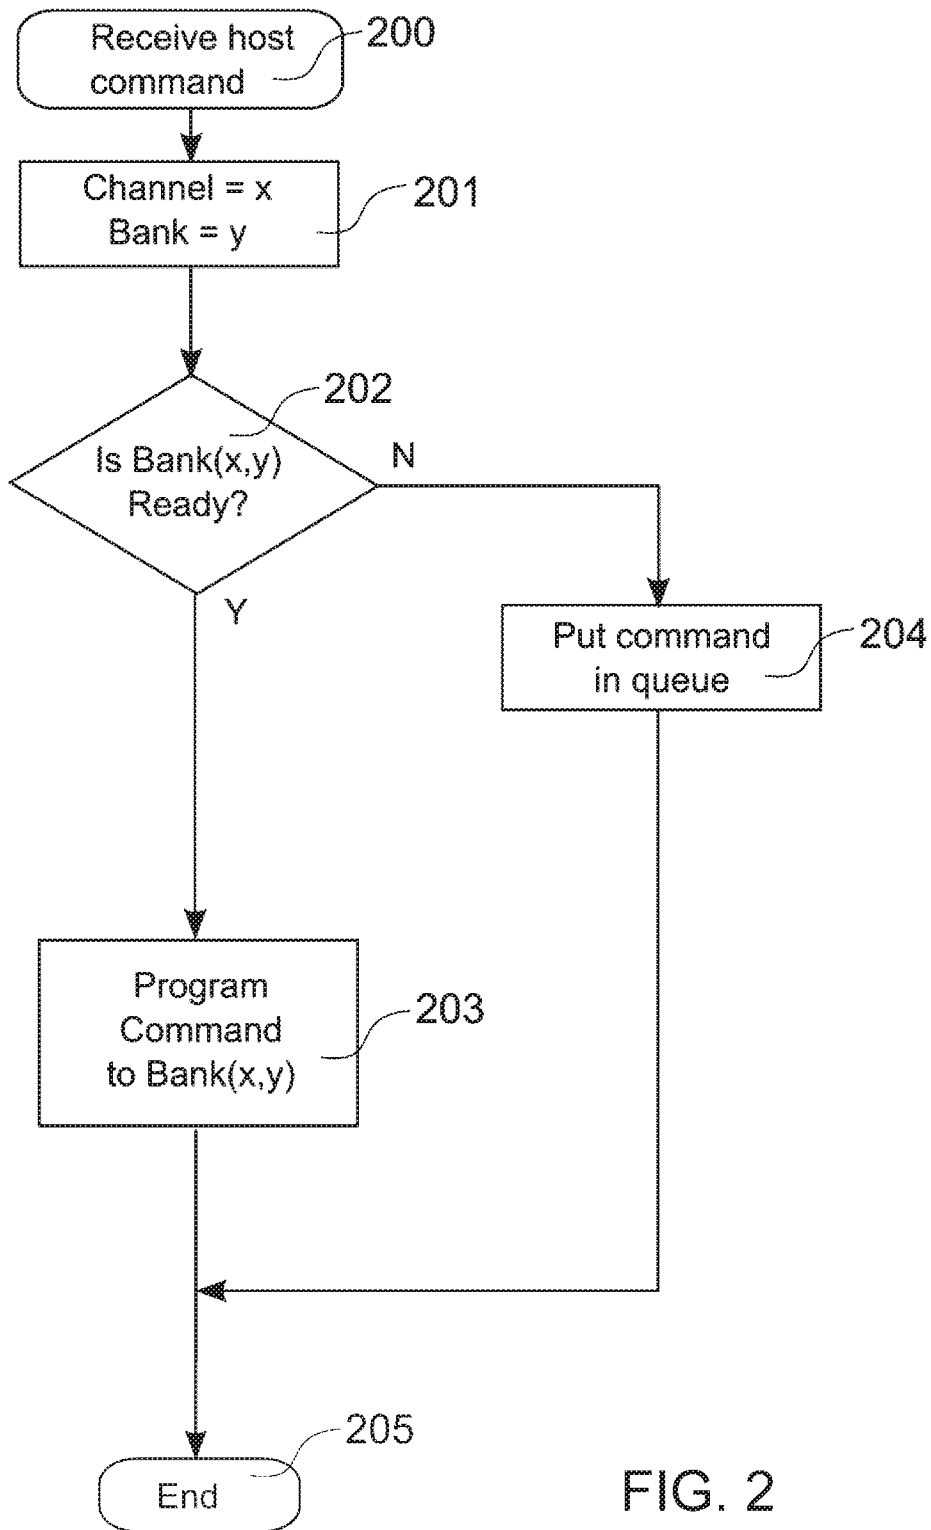 Receive host
command
200
Channel = x
Bank = y
201
202
Is Bank(x,y)
Ready?
N
Y
Put command
in queue
204
Program
Command
to Bank(x,y)
203
205
End
FIG. 2